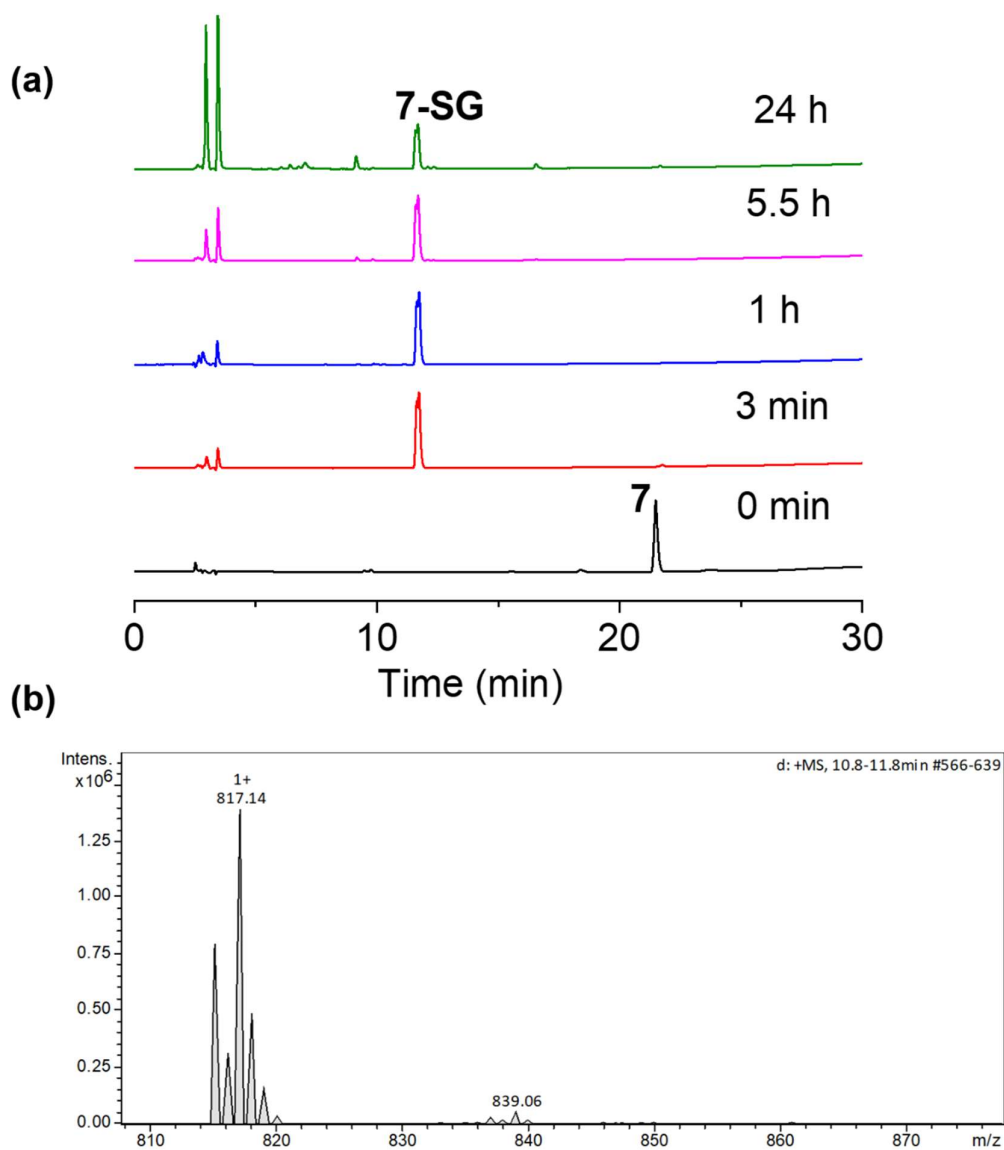 (a)
7-SG
24 h
5.5 h
1 h
3 min
7
0 min
0 10 20 30
Time (min)
(b)
Intens.
x10⁶
d: +MS, 10.8-11.8min #566-639
1+
817.14
1.25
1.00
0.75
0.50
0.25
839.06
0.00
810 820 830 840 850 860 870 m/z